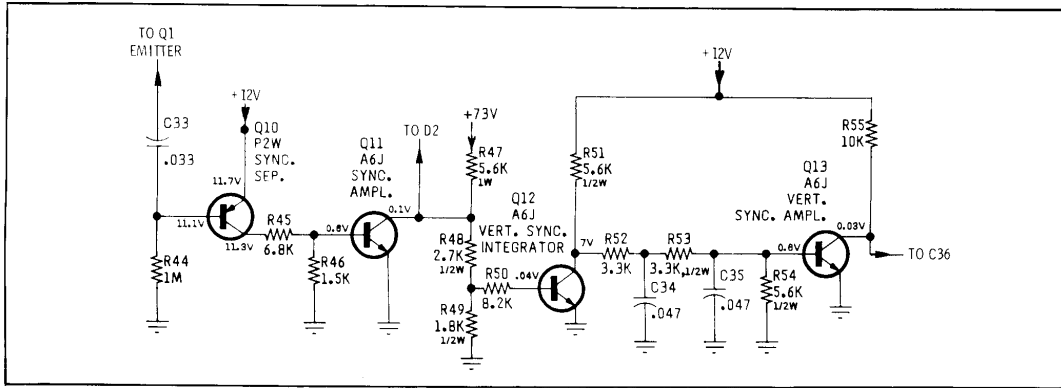 TO Q1
EMITTER
+12V
C33
.033
Q10
P2W
SYNC.
SEP.
11.7V
11.1V
11.3V
R44
1M
R45
6.8K
R46
1.5K
Q11
A6J
SYNC.
AMPL.
0.8V
0.1V
TO D2
+73V
R47
5.6K
1W
R48
2.7K
1/2W
R49
1.8K
1/2W
R50
8.2K
.04V
Q12
A6J
VERT. SYNC.
INTEGRATOR
7V
R51
5.6K
1/2W
+12V
R52
3.3K
R53
3.3K, 1/2W
C34
.047
C35
.047
R54
5.6K
1/2W
0.6V
Q13
A6J
VERT.
SYNC. AMPL.
0.03V
R55
10K
TO C36